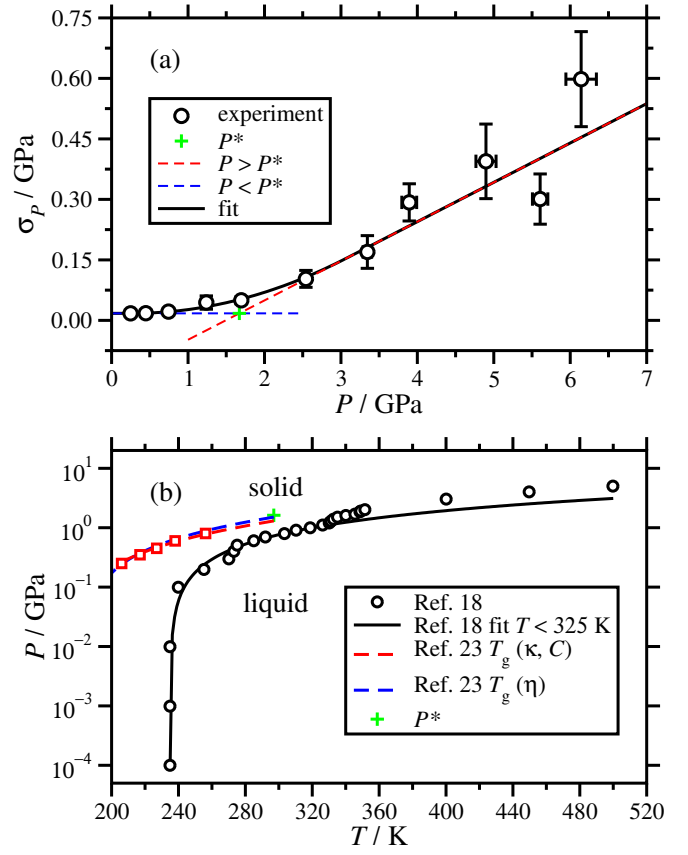 0.75
(a)
0.60
experiment
P*
0.45
P > P*
P < P*
0.30
fit
0.15
0.00
σP / GPa
0 1 2 3 4 5 6 7
P / GPa
10¹
(b)
solid
10⁰
10⁻¹
liquid
Ref. 18
10⁻²
Ref. 18 fit T < 325 K
Ref. 23 Tg (κ, C)
10⁻³
Ref. 23 Tg (η)
P*
10⁻⁴
P / GPa
200 240 280 320 360 400 440 480 520
T / K